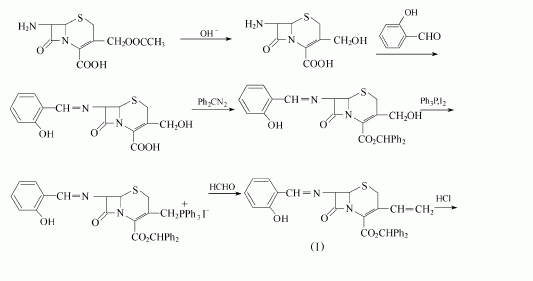 H2N S N O CH2OOCCH3 COOH OH⁻ H2N S N O CH2OH COOH OH CHO
CH=N S N O CH2OH COOH OH Ph2CN2 CH=N S N O CH2OH CO2CHPh2 OH Ph3P,I2
CH=N S N O CH2PPh3 I⁻ + CO2CHPh2 OH HCHO CH=N S N O CH=CH2 CO2CHPh2 OH HCl
(I)